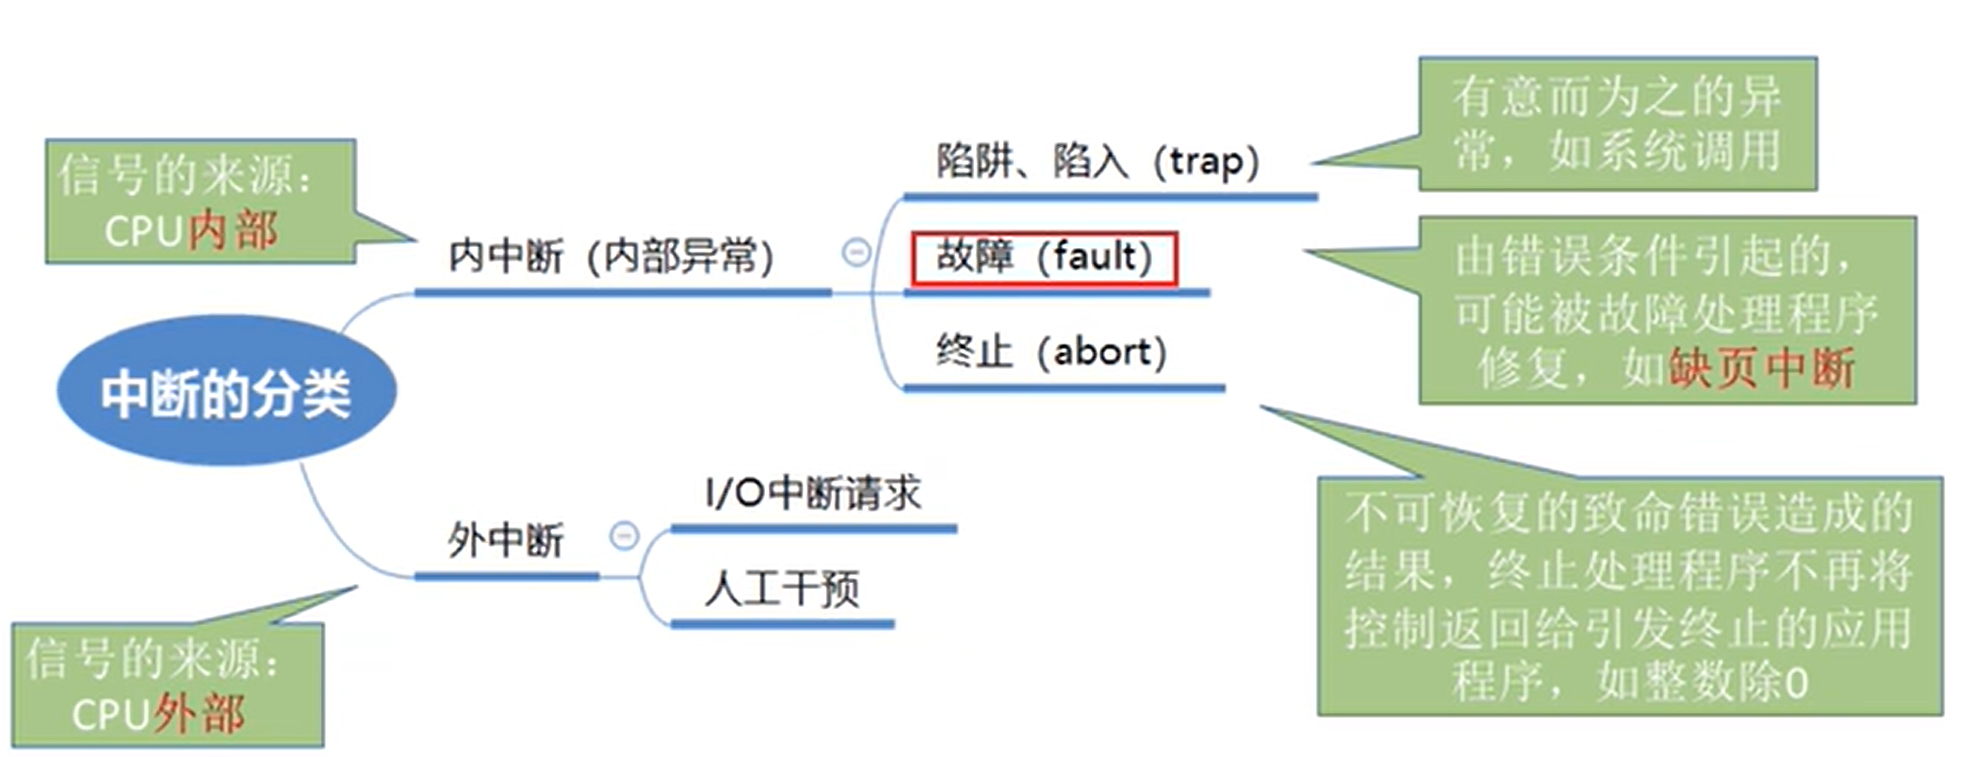 中断的分类
信号的来源：
CPU内部
内中断（内部异常）
陷阱、陷入（trap）
有意而为之的异
常，如系统调用
故障（fault）
由错误条件引起的，
可能被故障处理程序
修复，如缺页中断
终止（abort）
不可恢复的致命错误造成的
结果，终止处理程序不再将
控制返回给引发终止的应用
程序，如整数除0
信号的来源：
CPU外部
外中断
I/O中断请求
人工干预